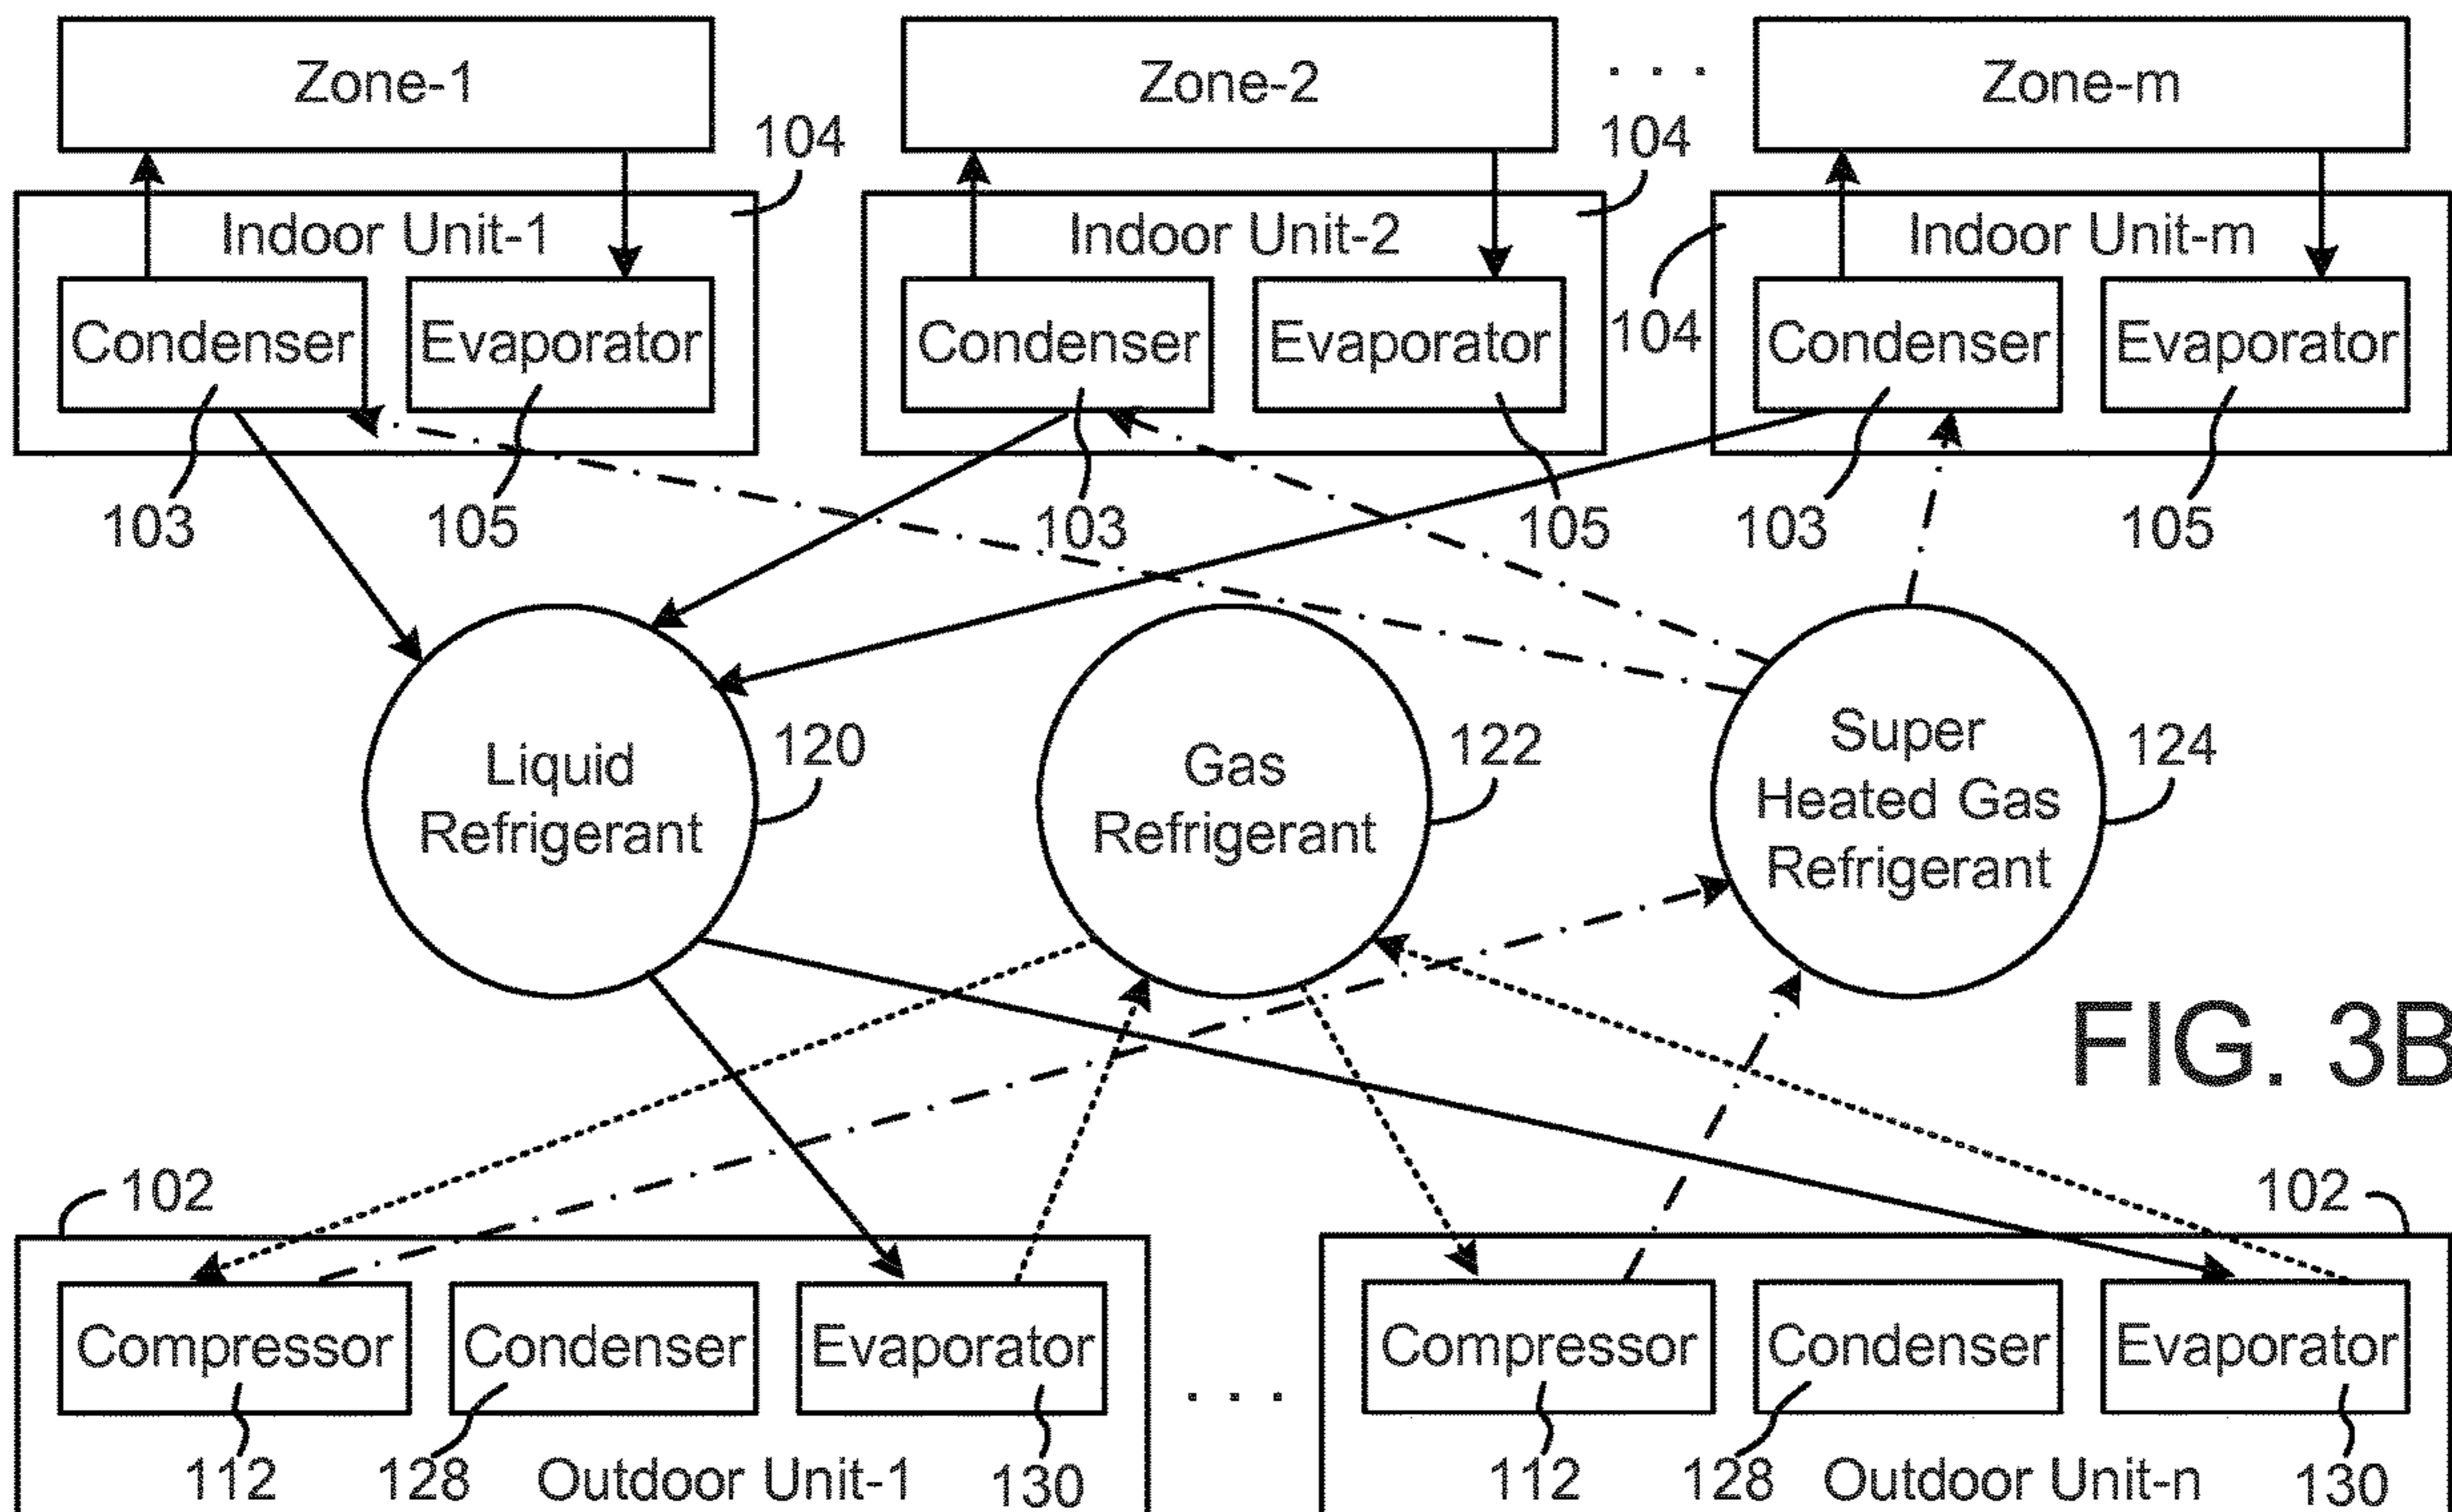 Zone-1
Zone-2
. . .
Zone-m
104
104
Indoor Unit-1
Indoor Unit-2
Indoor Unit-m
104
Condenser
Evaporator
Condenser
Evaporator
Condenser
Evaporator
103
105
103
105
103
105
Liquid
Refrigerant
120
Gas
Refrigerant
122
Super
Heated Gas
Refrigerant
124
FIG. 3B
102
102
Compressor
Condenser
Evaporator
. . .
Compressor
Condenser
Evaporator
112
128
Outdoor Unit-1
130
112
128
Outdoor Unit-n
130